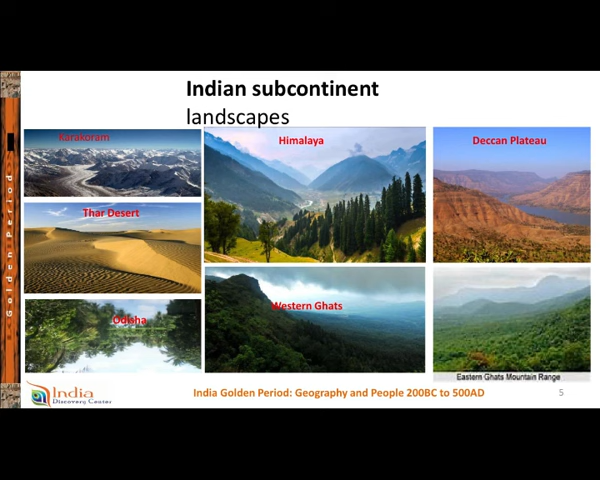 Indian subcontinent
landscapes
Karakoram
Himalaya
Deccan Plateau
Thar Desert
Western Ghats
Odisha
Eastern Ghats Mountain Range
Golden Period
India
Discovery Center
India Golden Period: Geography and People 200BC to 500AD
5